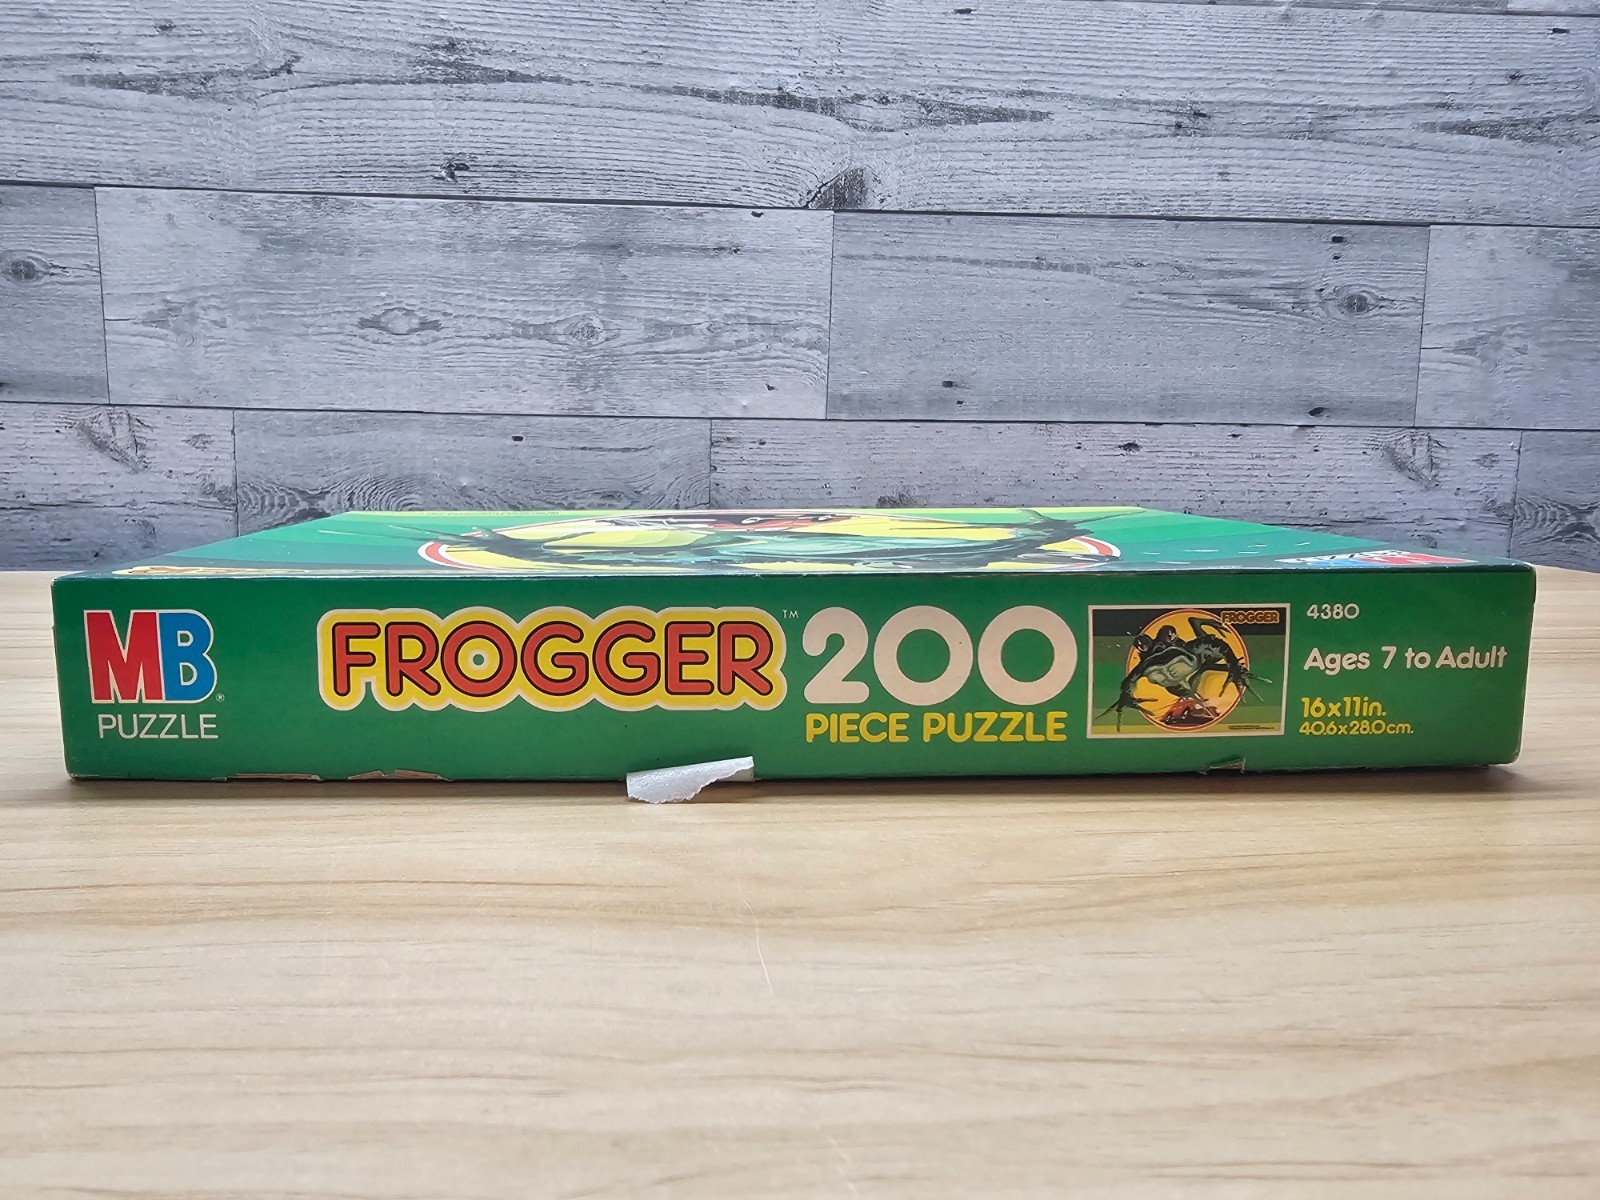 MB®
PUZZLE
FROGGER™
200
PIECE PUZZLE
FROGGER
4380
Ages 7 to Adult
16x11in.
40.6x28.0cm.